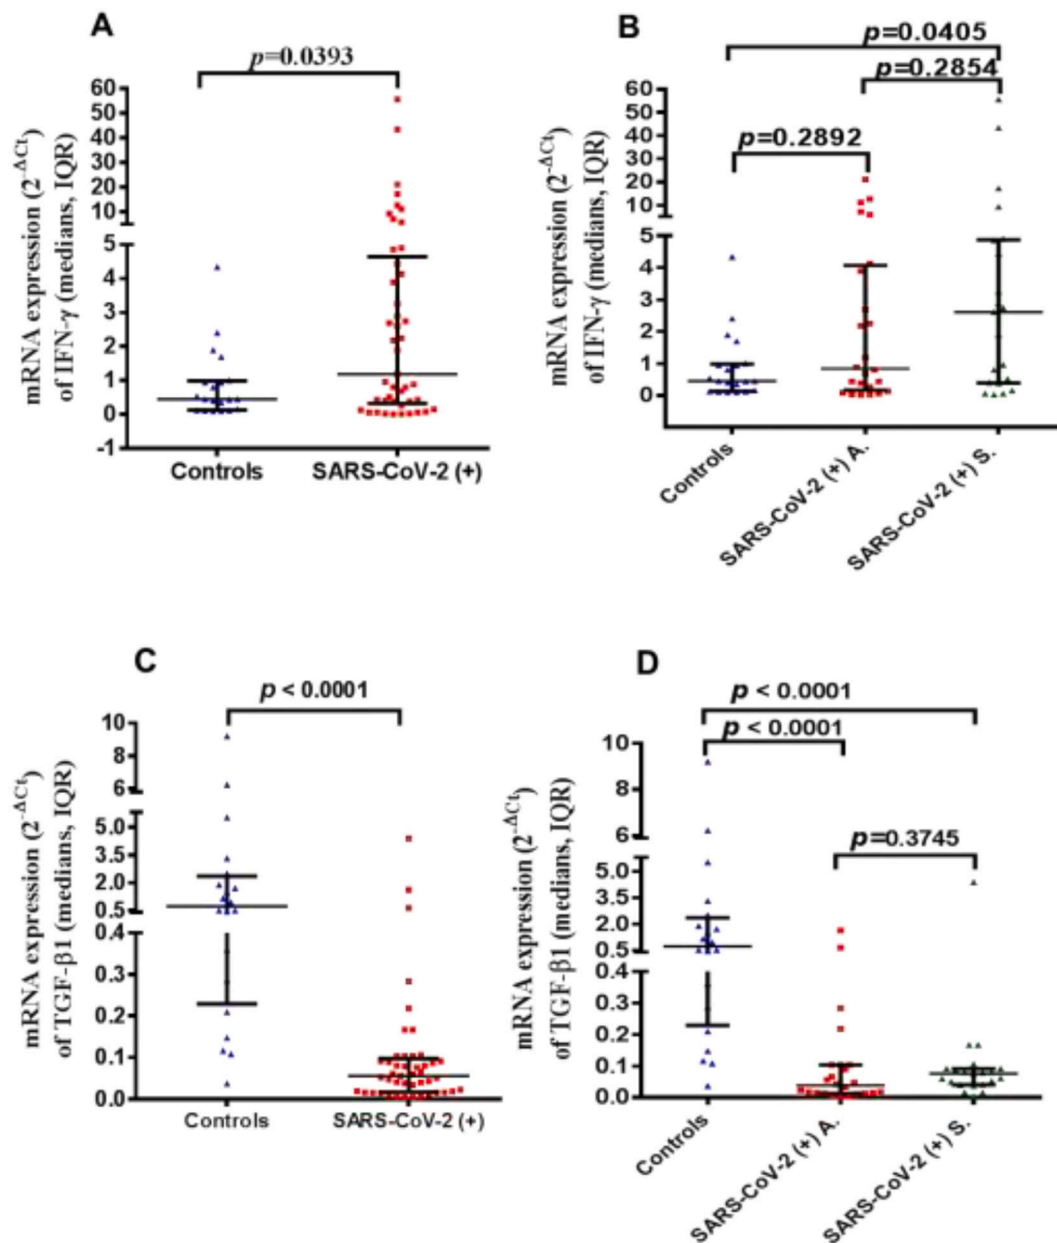 A
p=0.0393
mRNA expression (2^-ΔCt)
of IFN-γ (medians, IQR)
60
50
40
30
20
10
5
4
3
2
1
0
-1
Controls
SARS-CoV-2 (+)
B
p=0.0405
p=0.2854
p=0.2892
mRNA expression (2^-ΔCt)
of IFN-γ (medians, IQR)
60
50
40
30
20
10
5
4
3
2
1
0
Controls
SARS-CoV-2 (+) A.
SARS-CoV-2 (+) S.
C
p < 0.0001
mRNA expression (2^-ΔCt)
of TGF-β1 (medians, IQR)
10
8
6
5.0
3.5
2.0
0.5
0.4
0.3
0.2
0.1
0.0
Controls
SARS-CoV-2 (+)
D
p < 0.0001
p < 0.0001
p=0.3745
mRNA expression (2^-ΔCt)
of TGF-β1 (medians, IQR)
10
8
6
5.0
3.5
2.0
0.5
0.4
0.3
0.2
0.1
0.0
Controls
SARS-CoV-2 (+) A.
SARS-CoV-2 (+) S.